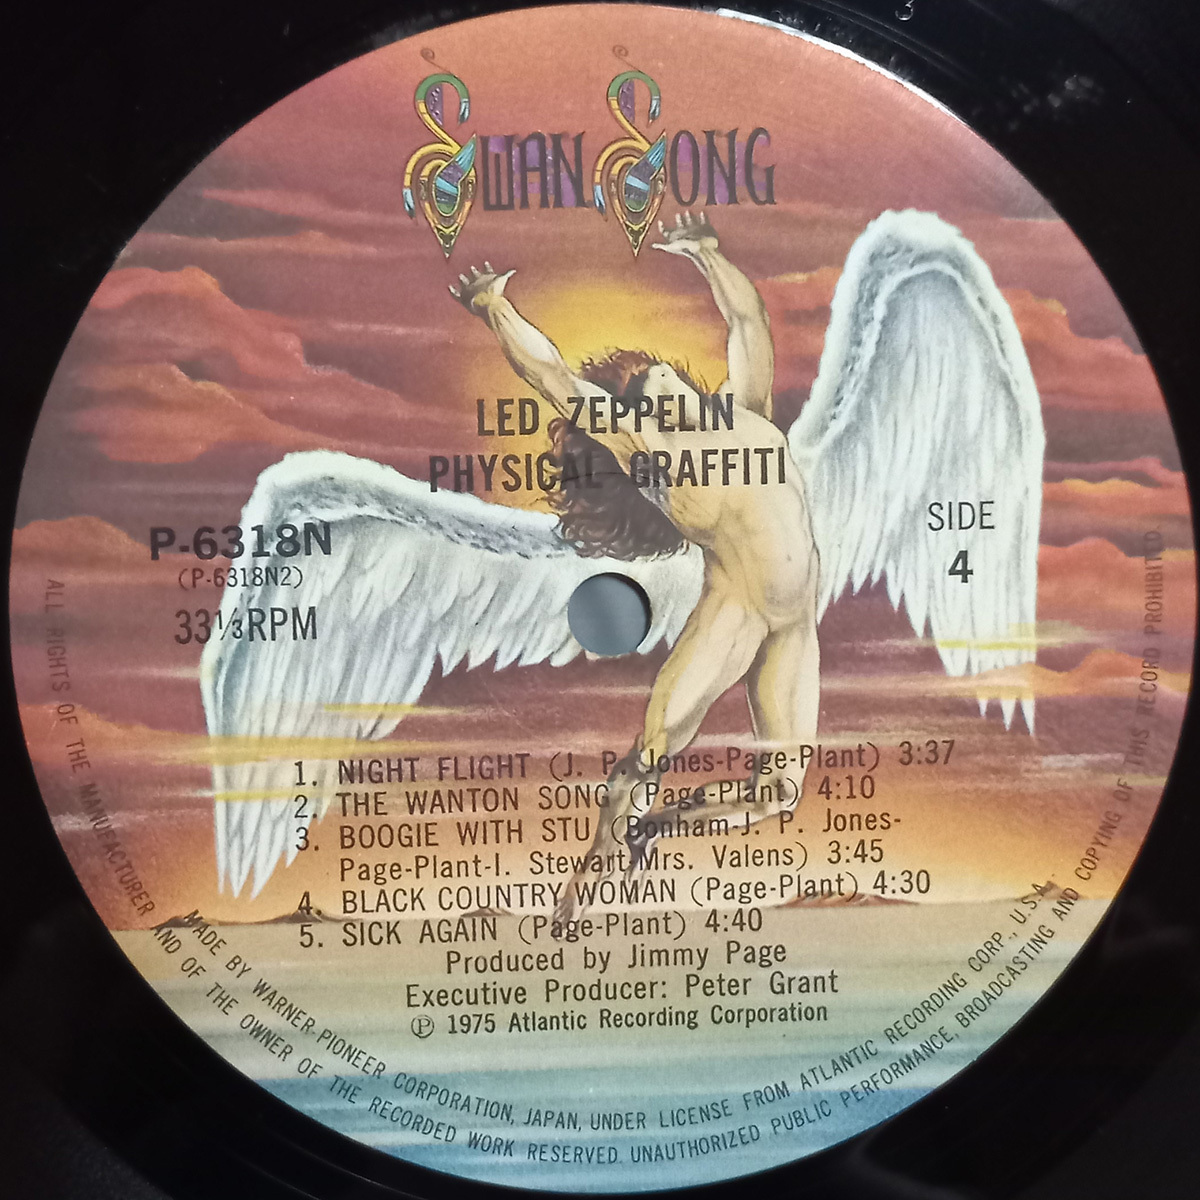 SWAN SONG
LED ZEPPELIN
PHYSICAL GRAFFITI
P-6318N
(P-6318N2)
33⅓RPM
SIDE
4
1. NIGHT FLIGHT (J. P. Jones-Page-Plant) 3:37
2. THE WANTON SONG (Page-Plant) 4:10
3. BOOGIE WITH STU (Bonham-J. P. Jones-
Page-Plant-I. Stewart-Mrs. Valens) 3:45
4. BLACK COUNTRY WOMAN (Page-Plant) 4:30
5. SICK AGAIN (Page-Plant) 4:40
Produced by Jimmy Page
Executive Producer: Peter Grant
Ⓟ 1975 Atlantic Recording Corporation
MADE BY WARNER-PIONEER CORPORATION, JAPAN, UNDER LICENSE FROM ATLANTIC RECORDING CORP., U.S.A.
ALL RIGHTS OF THE MANUFACTURER AND OF THE OWNER OF THE RECORDED WORK RESERVED. UNAUTHORIZED PUBLIC PERFORMANCE, BROADCASTING AND COPYING OF THIS RECORD PROHIBITED.
3